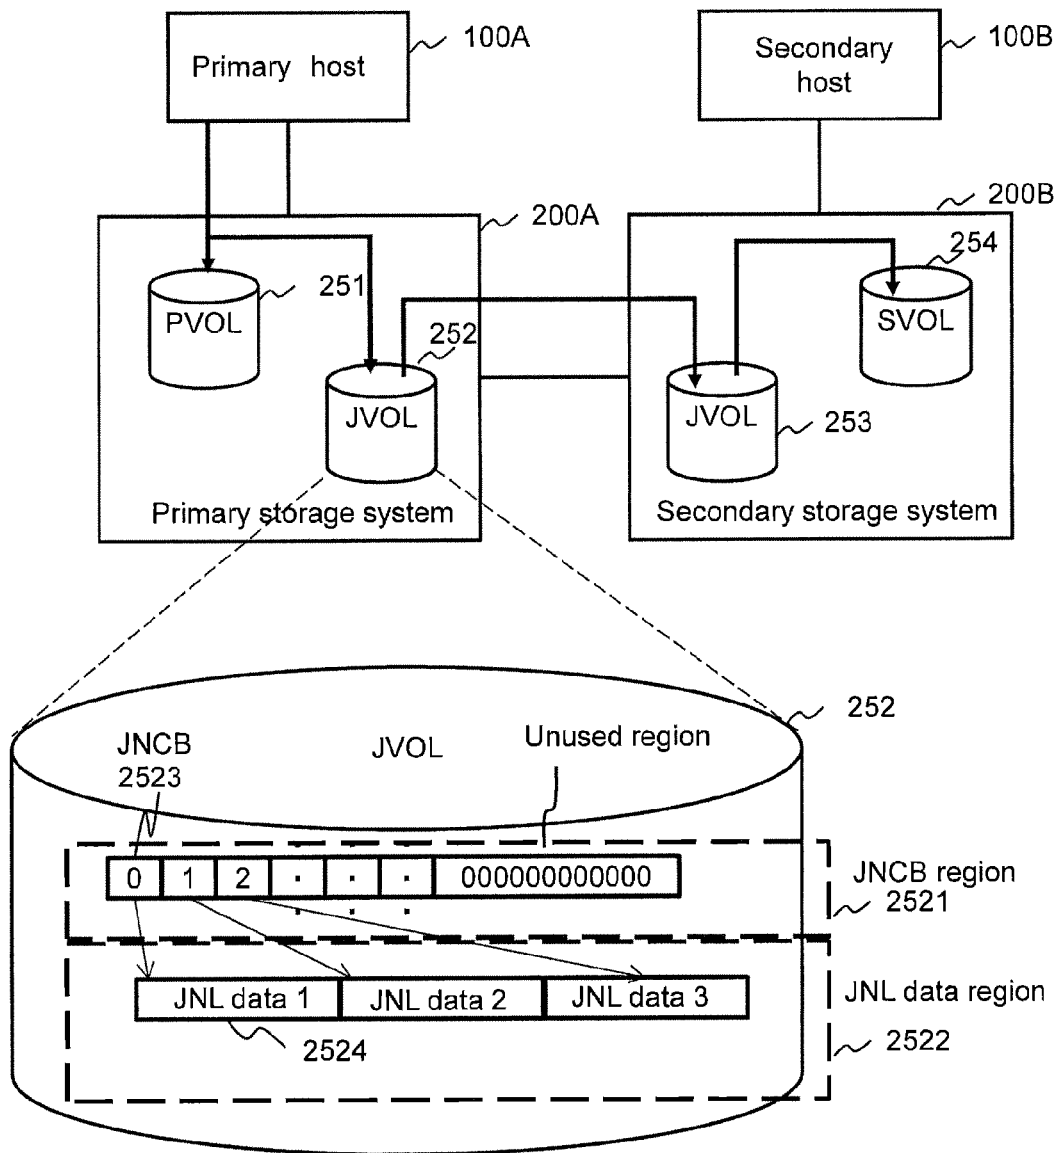 100A
100B
Primary host
Secondary
host
200A
200B
251
254
PVOL
SVOL
252
JVOL
JVOL
253
Primary storage system
Secondary storage system
252
JNCB
2523
JVOL
Unused region
0 1 2 . . . 000000000000
JNCB region
2521
JNL data 1 JNL data 2 JNL data 3
JNL data region
2524
2522